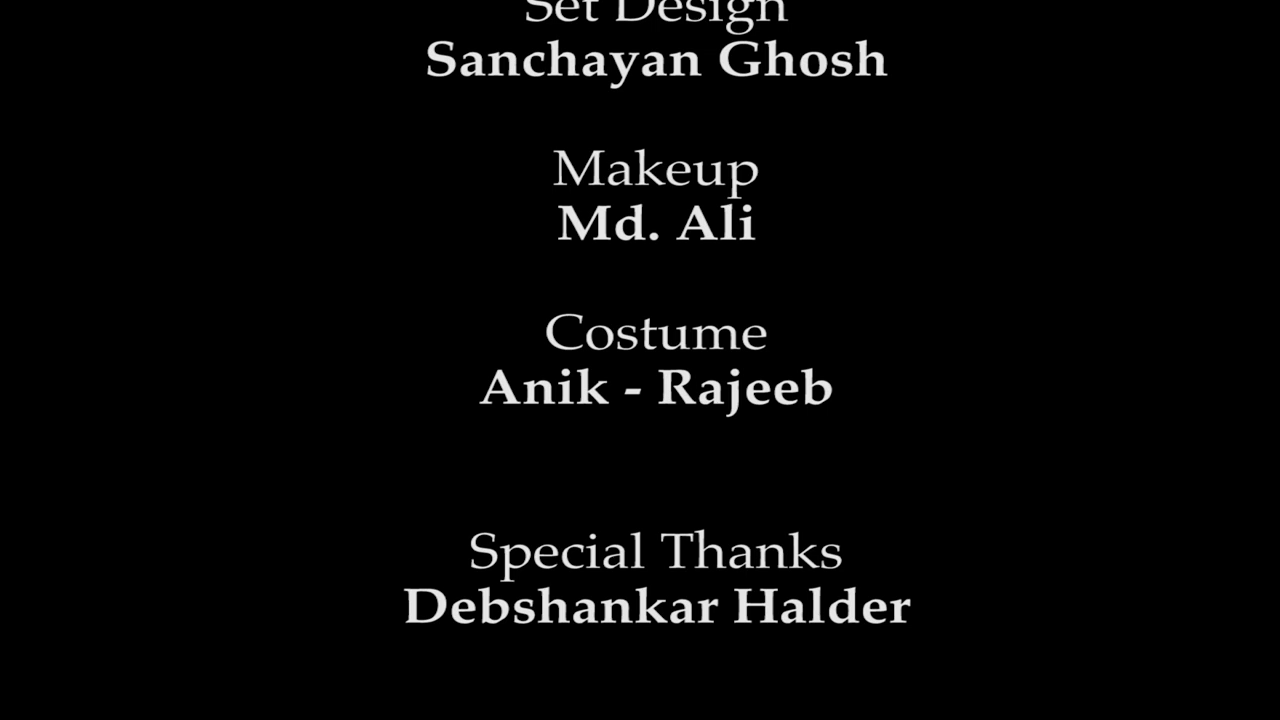 Set Design
Sanchayan Ghosh
Makeup
Md. Ali
Costume
Anik - Rajeeb
Special Thanks
Debshankar Halder